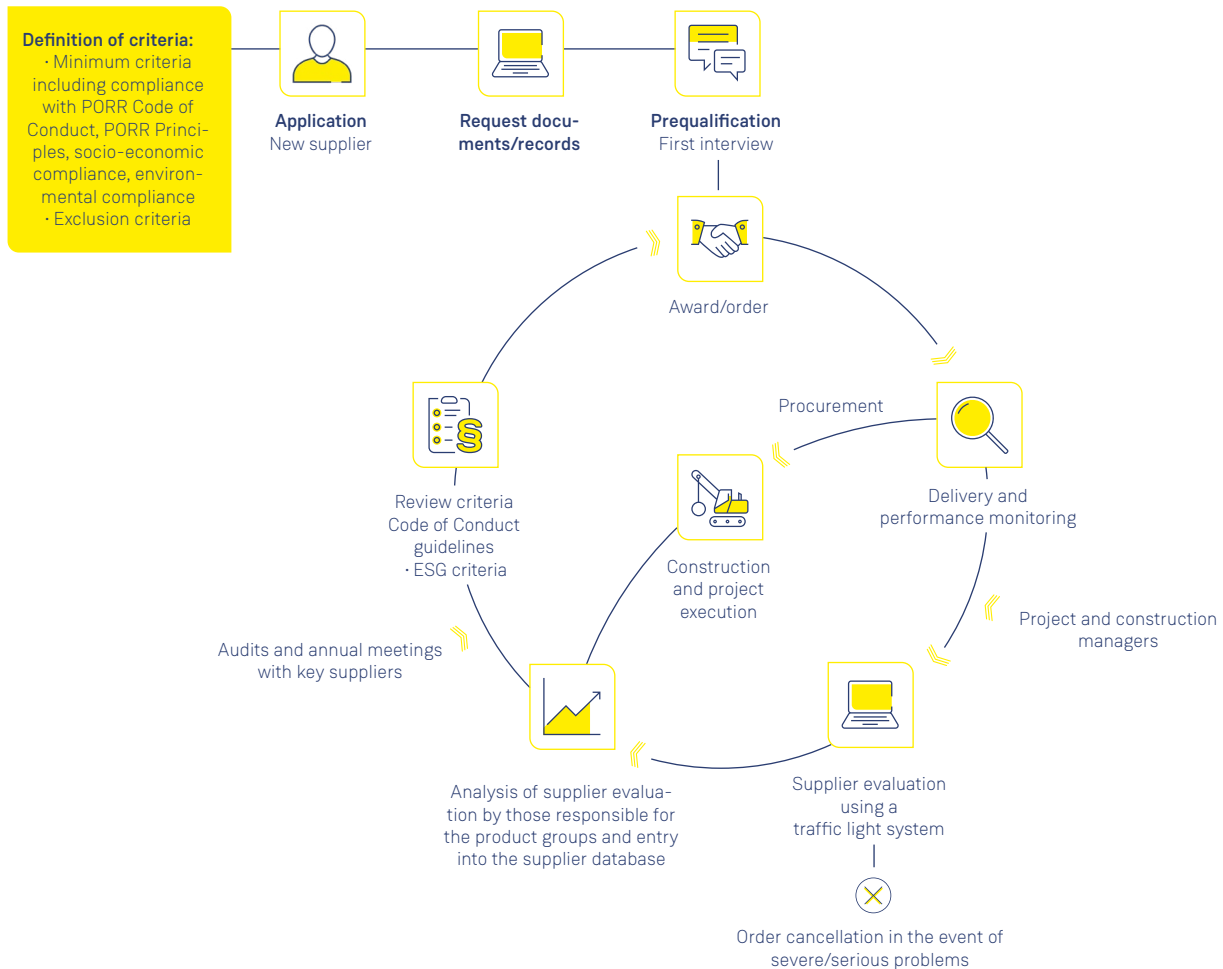 Definition of criteria:
· Minimum criteria
including compliance
with PORR Code of
Conduct, PORR Princi-
ples, socio-economic
compliance, environ-
mental compliance
· Exclusion criteria
Application
New supplier
Request docu-
ments/records
Prequalification
First interview
Award/order
Procurement
Delivery and
performance monitoring
Review criteria
Code of Conduct
guidelines
· ESG criteria
Construction
and project
execution
Project and construction
managers
Audits and annual meetings
with key suppliers
Supplier evaluation
using a
traffic light system
Analysis of supplier evalua-
tion by those responsible for
the product groups and entry
into the supplier database
Order cancellation in the event of
severe/serious problems